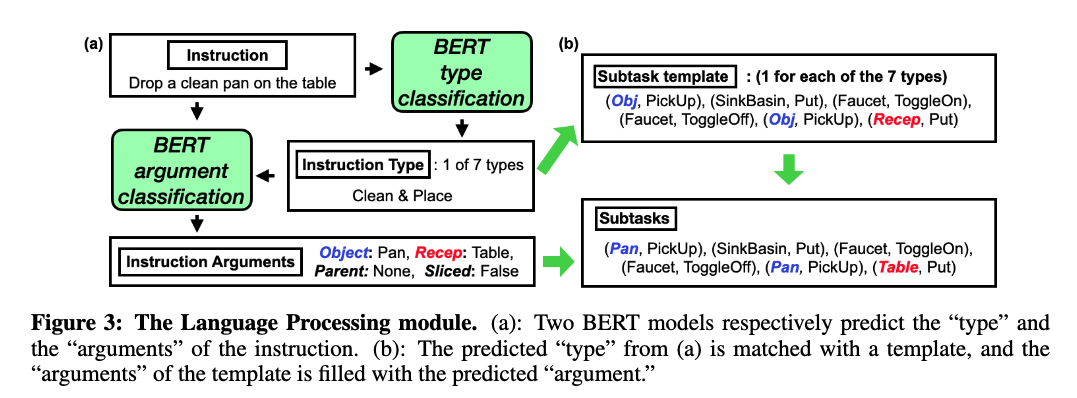 (a)
Instruction
Drop a clean pan on the table
BERT
type
classification
BERT
argument
classification
Instruction Type : 1 of 7 types
Clean & Place
Instruction Arguments
Object: Pan, Recep: Table,
Parent: None, Sliced: False
(b)
Subtask template : (1 for each of the 7 types)
(Obj, PickUp), (SinkBasin, Put), (Faucet, ToggleOn),
(Faucet, ToggleOff), (Obj, PickUp), (Recep, Put)
Subtasks
(Pan, PickUp), (SinkBasin, Put), (Faucet, ToggleOn),
(Faucet, ToggleOff), (Pan, PickUp), (Table, Put)
Figure 3: The Language Processing module. (a): Two BERT models respectively predict the “type” and
the “arguments” of the instruction. (b): The predicted “type” from (a) is matched with a template, and the
“arguments” of the template is filled with the predicted “argument.”